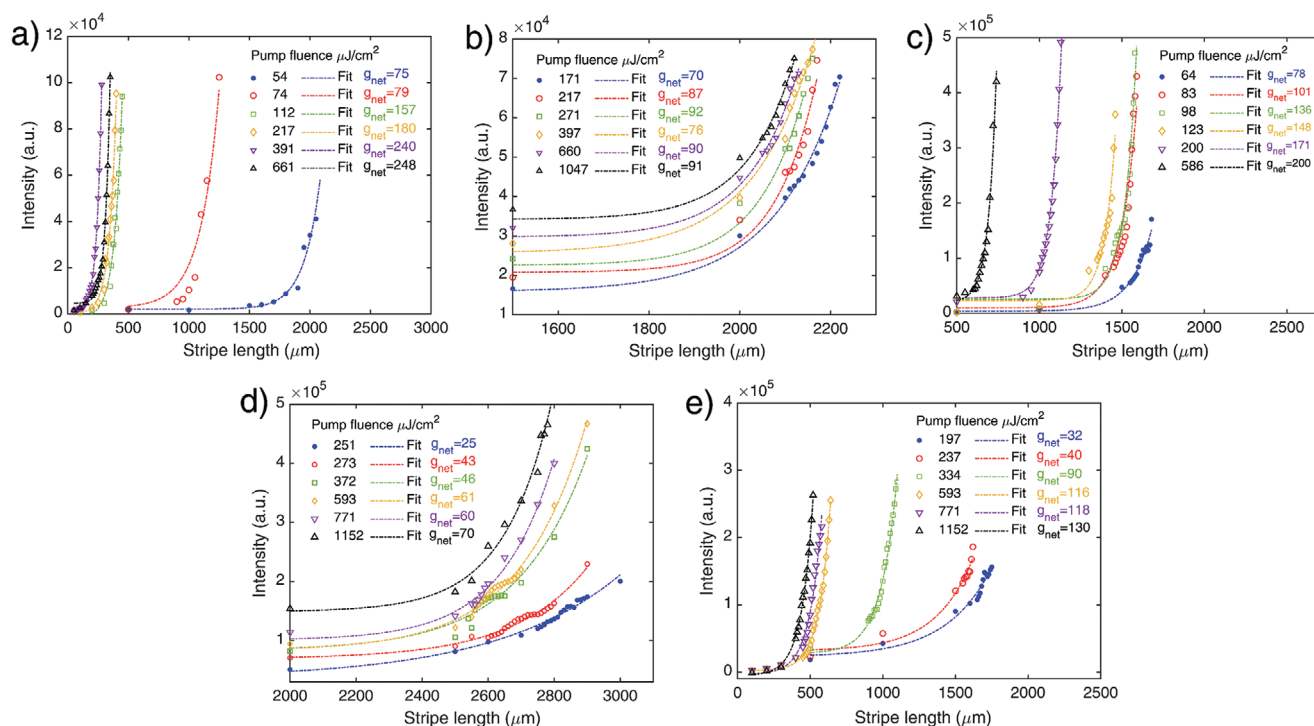 a)
×10⁴
Pump fluence μJ/cm²
54 Fit g_net=75
74 Fit g_net=79
112 Fit g_net=157
217 Fit g_net=180
391 Fit g_net=240
661 Fit g_net=248
Intensity (a.u.)
12
10
8
6
4
2
0
0 500 1000 1500 2000 2500 3000
Stripe length (μm)
b)
×10⁴
Pump fluence μJ/cm²
171 Fit g_net=70
217 Fit g_net=87
271 Fit g_net=92
397 Fit g_net=76
660 Fit g_net=90
1047 Fit g_net=91
Intensity (a.u.)
8
7
6
5
4
3
2
1
1600 1800 2000 2200
Stripe length (μm)
c)
×10⁵
Pump fluence μJ/cm²
64 Fit g_net=78
83 Fit g_net=101
98 Fit g_net=136
123 Fit g_net=148
200 Fit g_net=171
586 Fit g_net=200
Intensity (a.u.)
5
4
3
2
1
0
500 1000 1500 2000 2500
Stripe length (μm)
d)
×10⁵
Pump fluence μJ/cm²
251 Fit g_net=25
273 Fit g_net=43
372 Fit g_net=46
593 Fit g_net=61
771 Fit g_net=60
1152 Fit g_net=70
Intensity (a.u.)
5
4
3
2
1
2000 2200 2400 2600 2800 3000
Stripe length (μm)
e)
×10⁵
Pump fluence μJ/cm²
197 Fit g_net=32
237 Fit g_net=40
334 Fit g_net=90
593 Fit g_net=116
771 Fit g_net=118
1152 Fit g_net=130
Intensity (a.u.)
4
3
2
1
0
0 500 1000 1500 2000 2500
Stripe length (μm)